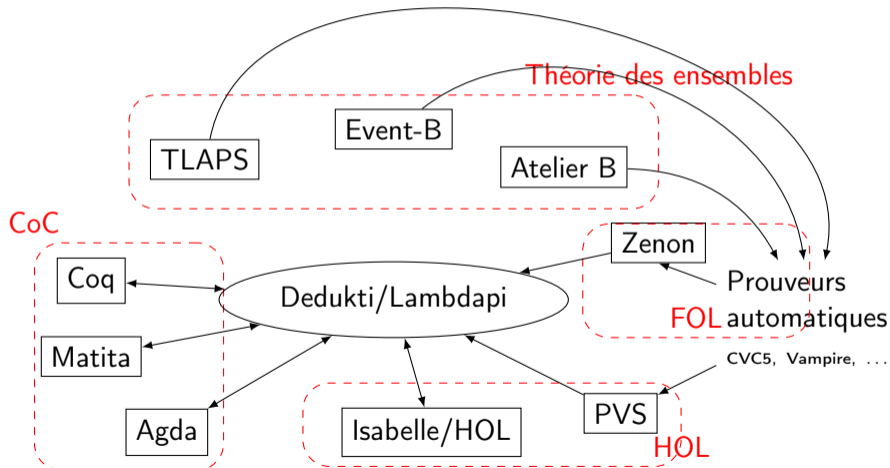 Théorie des ensembles
Event-B
TLAPS
Atelier B
CoC
Zenon
Coq
Dedukti/Lambdapi
Prouveurs
FOL automatiques
Matita
CVC5, Vampire, ...
PVS
Agda
Isabelle/HOL
HOL